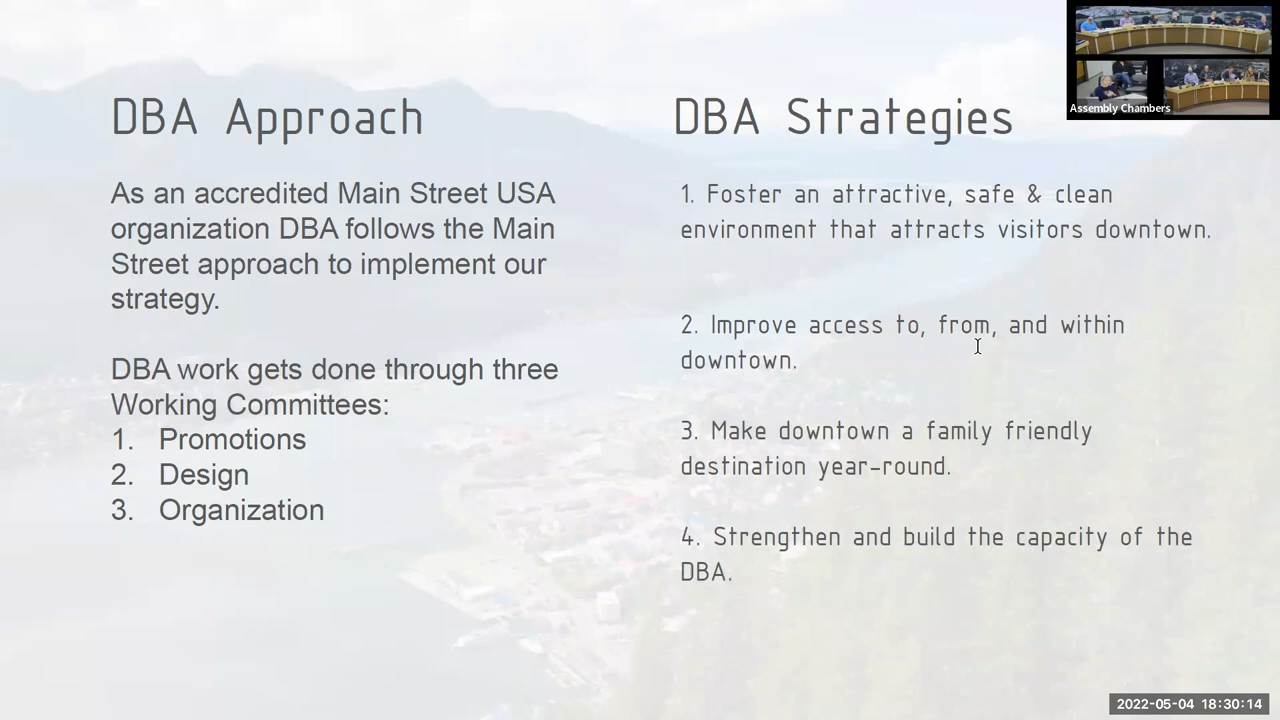 DBA Approach
As an accredited Main Street USA
organization DBA follows the Main
Street approach to implement our
strategy.
DBA work gets done through three
Working Committees:
1. Promotions
2. Design
3. Organization
DBA Strategies
1. Foster an attractive, safe & clean
environment that attracts visitors downtown.
2. Improve access to, from, and within
downtown.
3. Make downtown a family friendly
destination year-round.
4. Strengthen and build the capacity of the
DBA.
Assembly Chambers
2022-05-04 18:30:14